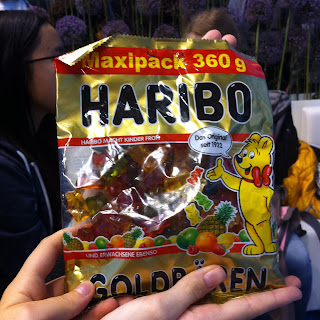 Maxipack 360 g
HARIBO
HARIBO MACHT KINDER FROH
Das Original
seit 1922
UND ERWACHSENE EBENSO
GOLDBÄREN